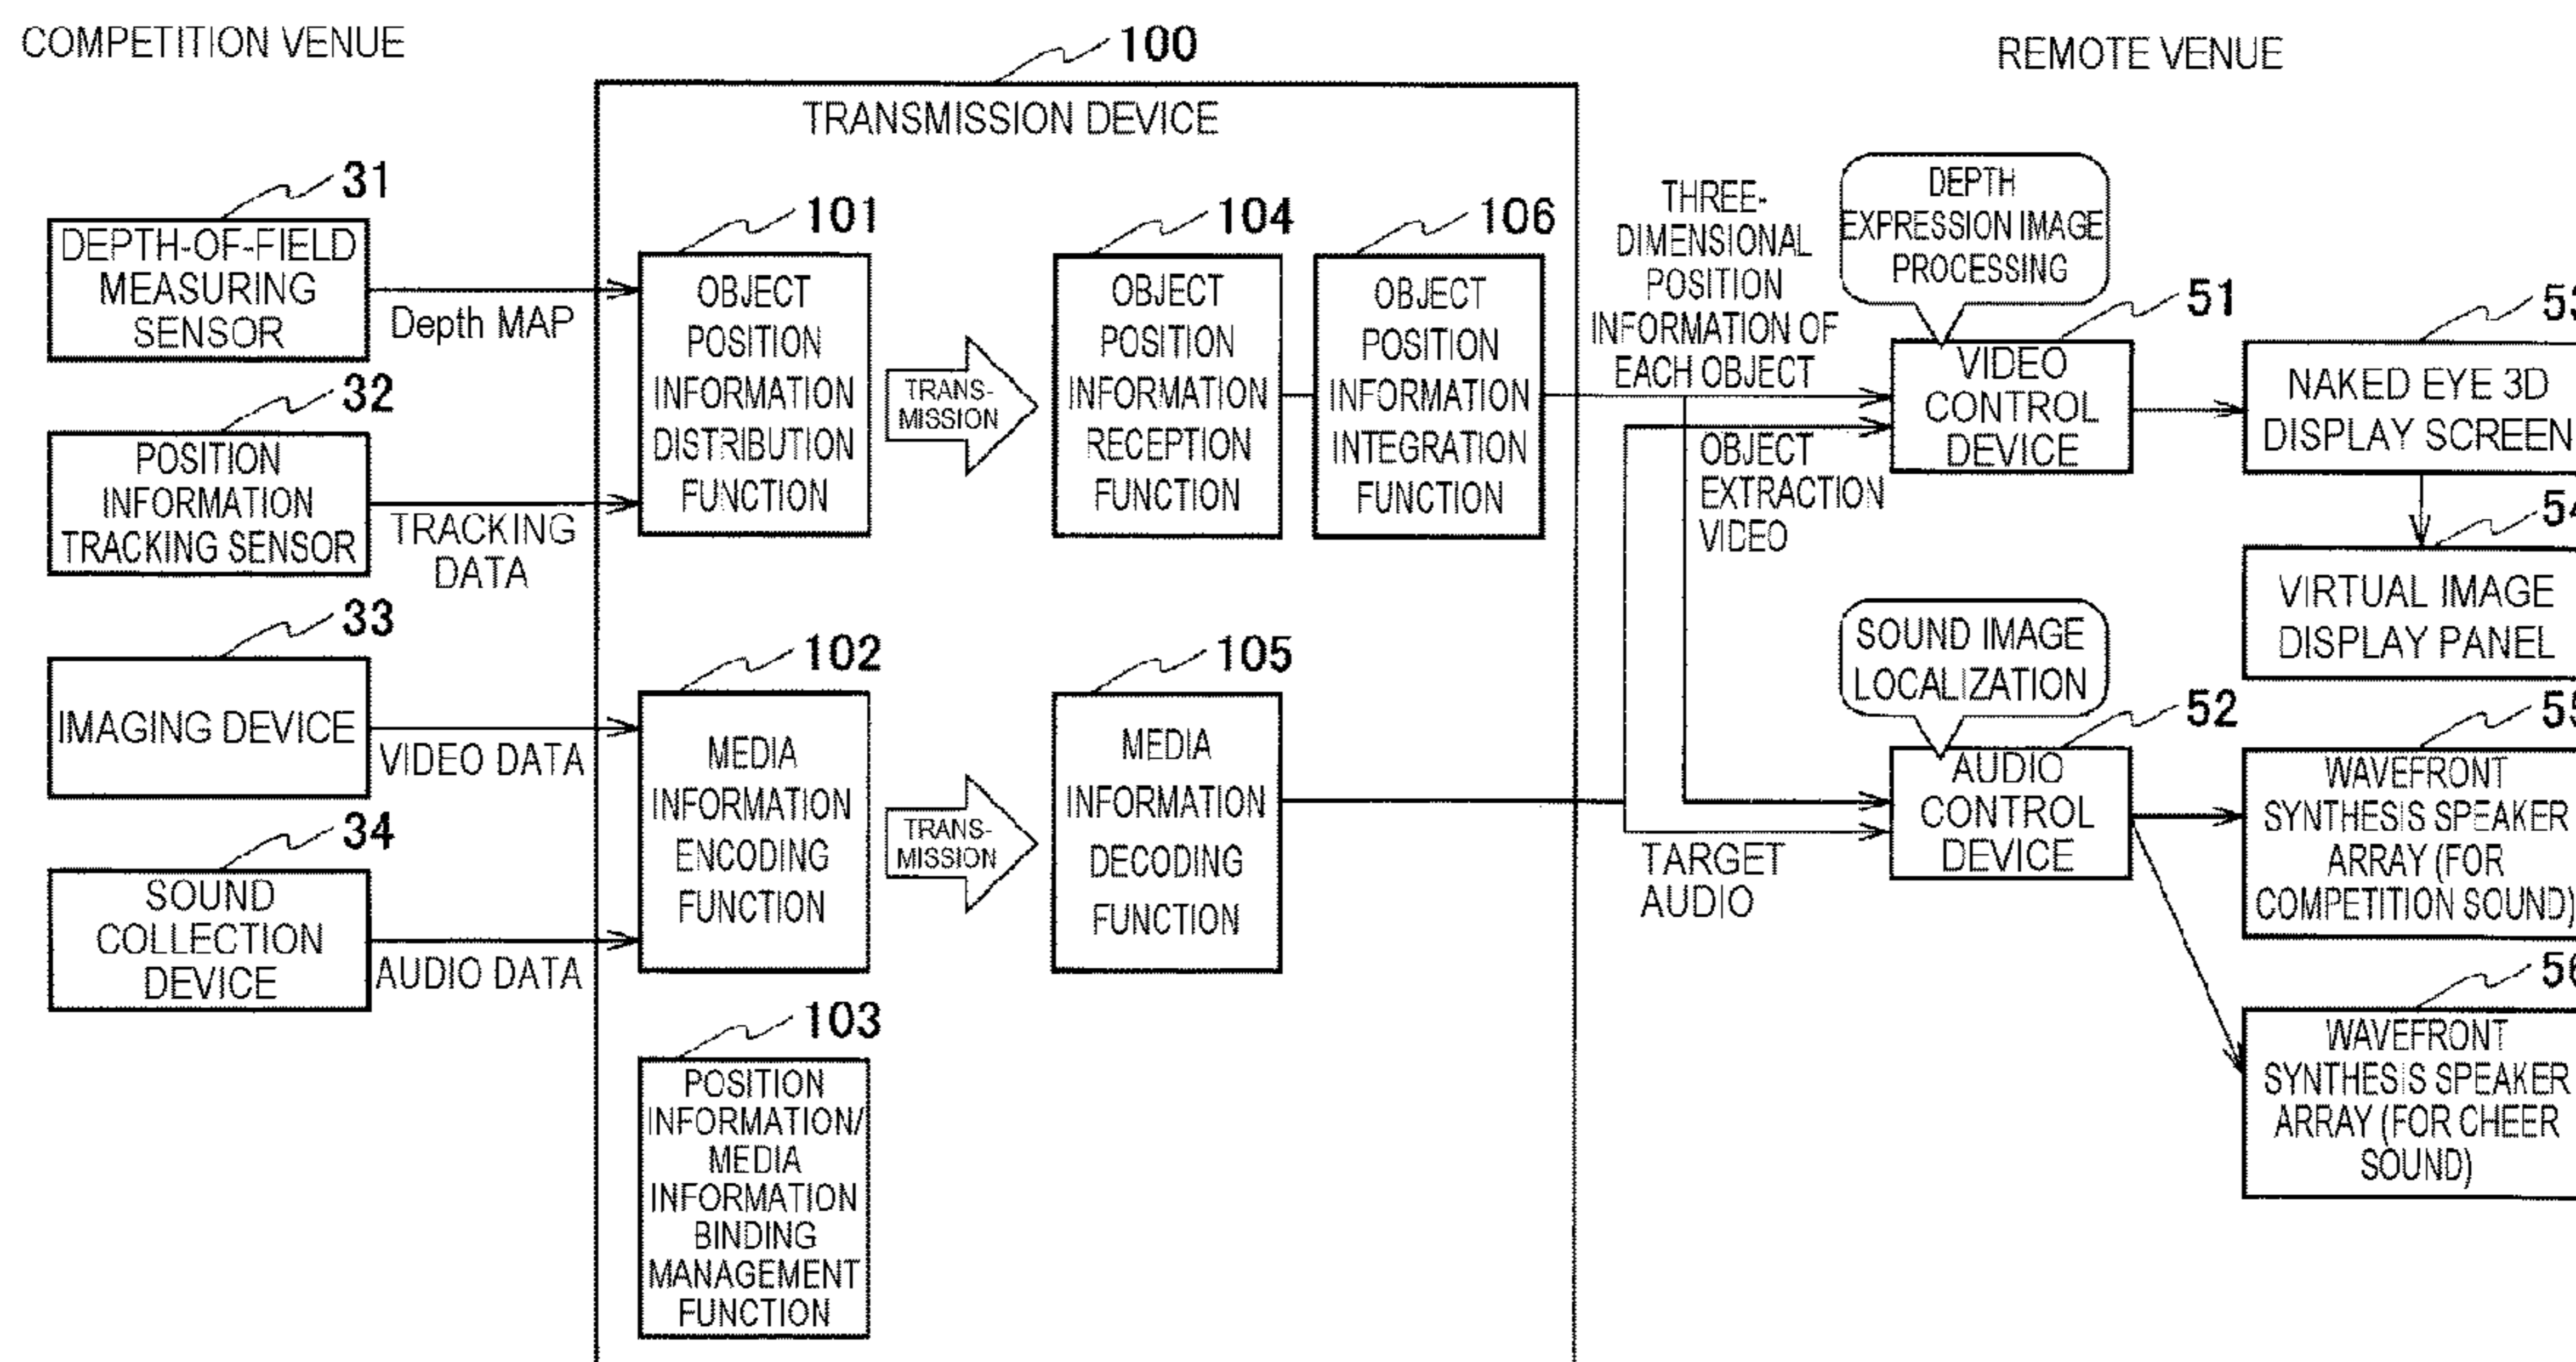 COMPETITION VENUE
REMOTE VENUE
100
TRANSMISSION DEVICE
31
DEPTH-OF-FIELD
MEASURING
SENSOR
Depth MAP
32
POSITION
INFORMATION
TRACKING SENSOR
TRACKING
DATA
33
IMAGING DEVICE
VIDEO DATA
34
SOUND
COLLECTION
DEVICE
AUDIO DATA
101
OBJECT
POSITION
INFORMATION
DISTRIBUTION
FUNCTION
TRANS-
MISSION
104
OBJECT
POSITION
INFORMATION
RECEPTION
FUNCTION
106
OBJECT
POSITION
INFORMATION
INTEGRATION
FUNCTION
102
MEDIA
INFORMATION
ENCODING
FUNCTION
TRANS-
MISSION
105
MEDIA
INFORMATION
DECODING
FUNCTION
103
POSITION
INFORMATION/
MEDIA
INFORMATION
BINDING
MANAGEMENT
FUNCTION
THREE-
DIMENSIONAL
POSITION
INFORMATION OF
EACH OBJECT
OBJECT
EXTRACTION
VIDEO
TARGET
AUDIO
DEPTH
EXPRESSION IMAGE
PROCESSING
51
VIDEO
CONTROL
DEVICE
SOUND IMAGE
LOCALIZATION
52
AUDIO
CONTROL
DEVICE
53
NAKED EYE 3D
DISPLAY SCREEN
54
VIRTUAL IMAGE
DISPLAY PANEL
55
WAVEFRONT
SYNTHESIS SPEAKER
ARRAY (FOR
COMPETITION SOUND)
56
WAVEFRONT
SYNTHESIS SPEAKER
ARRAY (FOR CHEER
SOUND)